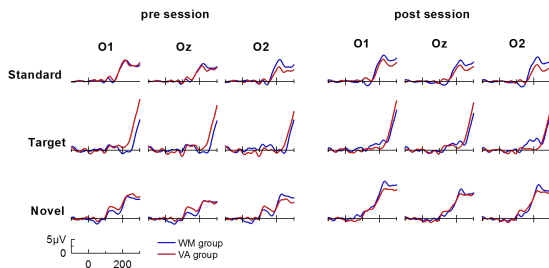 pre session post session
O1 Oz O2 O1 Oz O2
Standard
Target
Novel
5µV
0
0 200
WM group
VA group